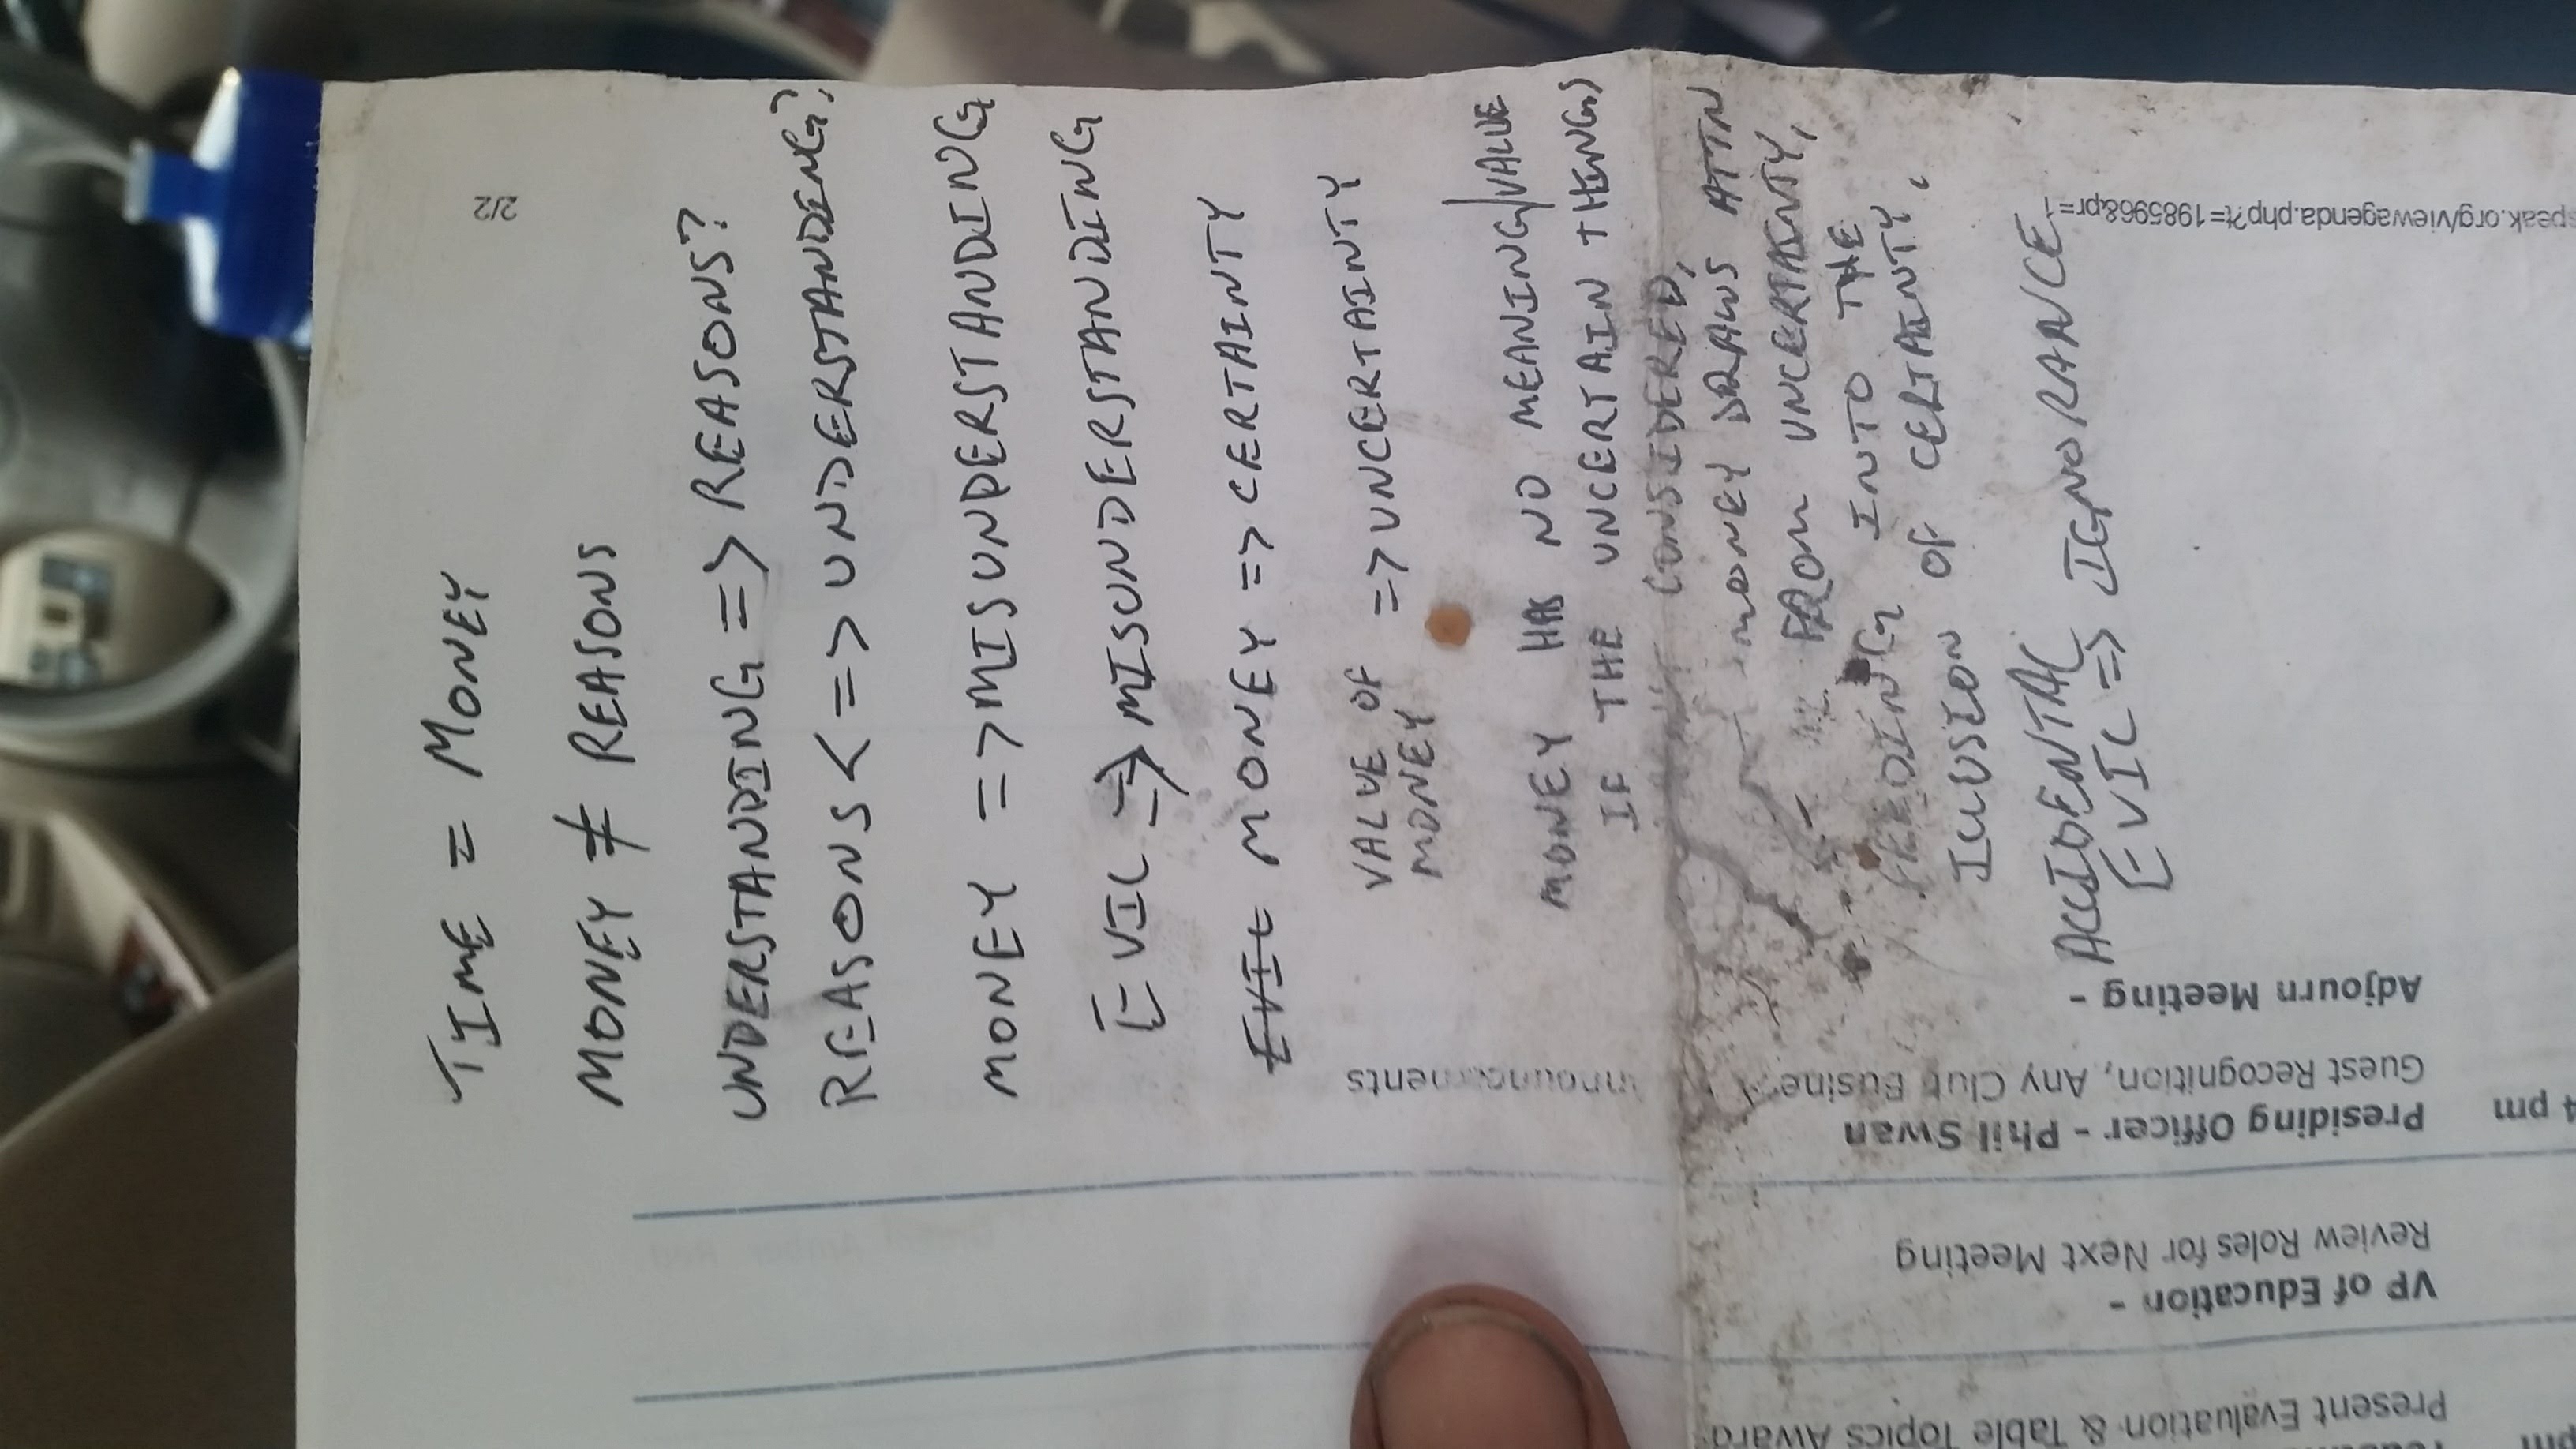 TIME = MONEY
MONEY ≠ REASONS
UNDERSTANDING => REASONS?
REASONS <=> UNDERSTANDING?
MONEY => MISUNDERSTANDING
EVIL => MISUNDERSTANDING
EVIL MONEY => CERTAINTY
VALUE OF
MONEY => UNCERTAINTY
MONEY HAS NO MEANING/VALUE
IF THE UNCERTAIN THINGS
CONSIDERED,
MONEY DRAWS ATTN
FROM UNCERTAINTY,
FEEDING INTO THE
ILLUSION OF CERTAINTY.
ACCIDENTAL
EVIL => IGNORANCE
2/2
Present Evaluation & Table Topics Award
VP of Education -
Review Roles for Next Meeting
Announcements
4 pm Presiding Officer - Phil Swan
Guest Recognition, Any Club Business
Adjourn Meeting -
speak.org/viewagenda.php?t=198596&pr=1